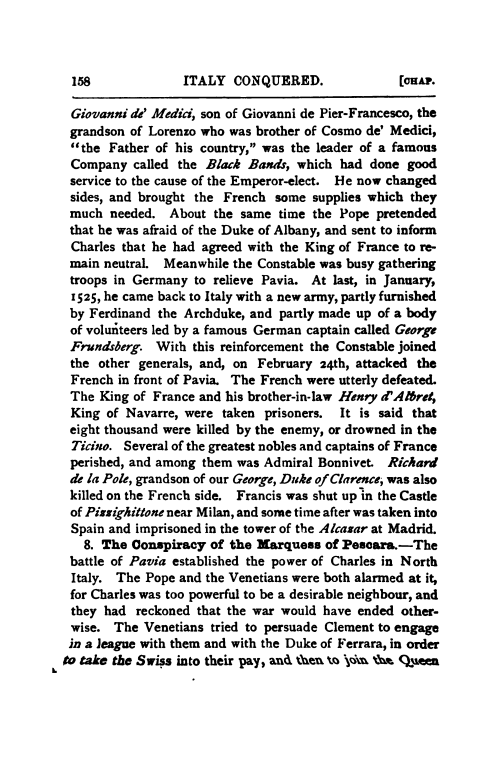 158 ITALY CONQUERED. [CHAP.
Giovanni de' Medici, son of Giovanni de Pier-Francesco, the
grandson of Lorenzo who was brother of Cosmo de' Medici,
"the Father of his country," was the leader of a famous
Company called the Black Bands, which had done good
service to the cause of the Emperor-elect. He now changed
sides, and brought the French some supplies which they
much needed. About the same time the Pope pretended
that he was afraid of the Duke of Albany, and sent to inform
Charles that he had agreed with the King of France to re-
main neutral. Meanwhile the Constable was busy gathering
troops in Germany to relieve Pavia. At last, in January,
1525, he came back to Italy with a new army, partly furnished
by Ferdinand the Archduke, and partly made up of a body
of volunteers led by a famous German captain called George
Frundsberg. With this reinforcement the Constable joined
the other generals, and, on February 24th, attacked the
French in front of Pavia. The French were utterly defeated.
The King of France and his brother-in-law Henry d'Albret,
King of Navarre, were taken prisoners. It is said that
eight thousand were killed by the enemy, or drowned in the
Ticino. Several of the greatest nobles and captains of France
perished, and among them was Admiral Bonnivet. Richard
de la Pole, grandson of our George, Duke of Clarence, was also
killed on the French side. Francis was shut up in the Castle
of Pizzighittone near Milan, and some time after was taken into
Spain and imprisoned in the tower of the Alcazar at Madrid.
8. The Conspiracy of the Marquess of Pescara.—The
battle of Pavia established the power of Charles in North
Italy. The Pope and the Venetians were both alarmed at it,
for Charles was too powerful to be a desirable neighbour, and
they had reckoned that the war would have ended other-
wise. The Venetians tried to persuade Clement to engage
in a league with them and with the Duke of Ferrara, in order
to take the Swiss into their pay, and then to join the Queen